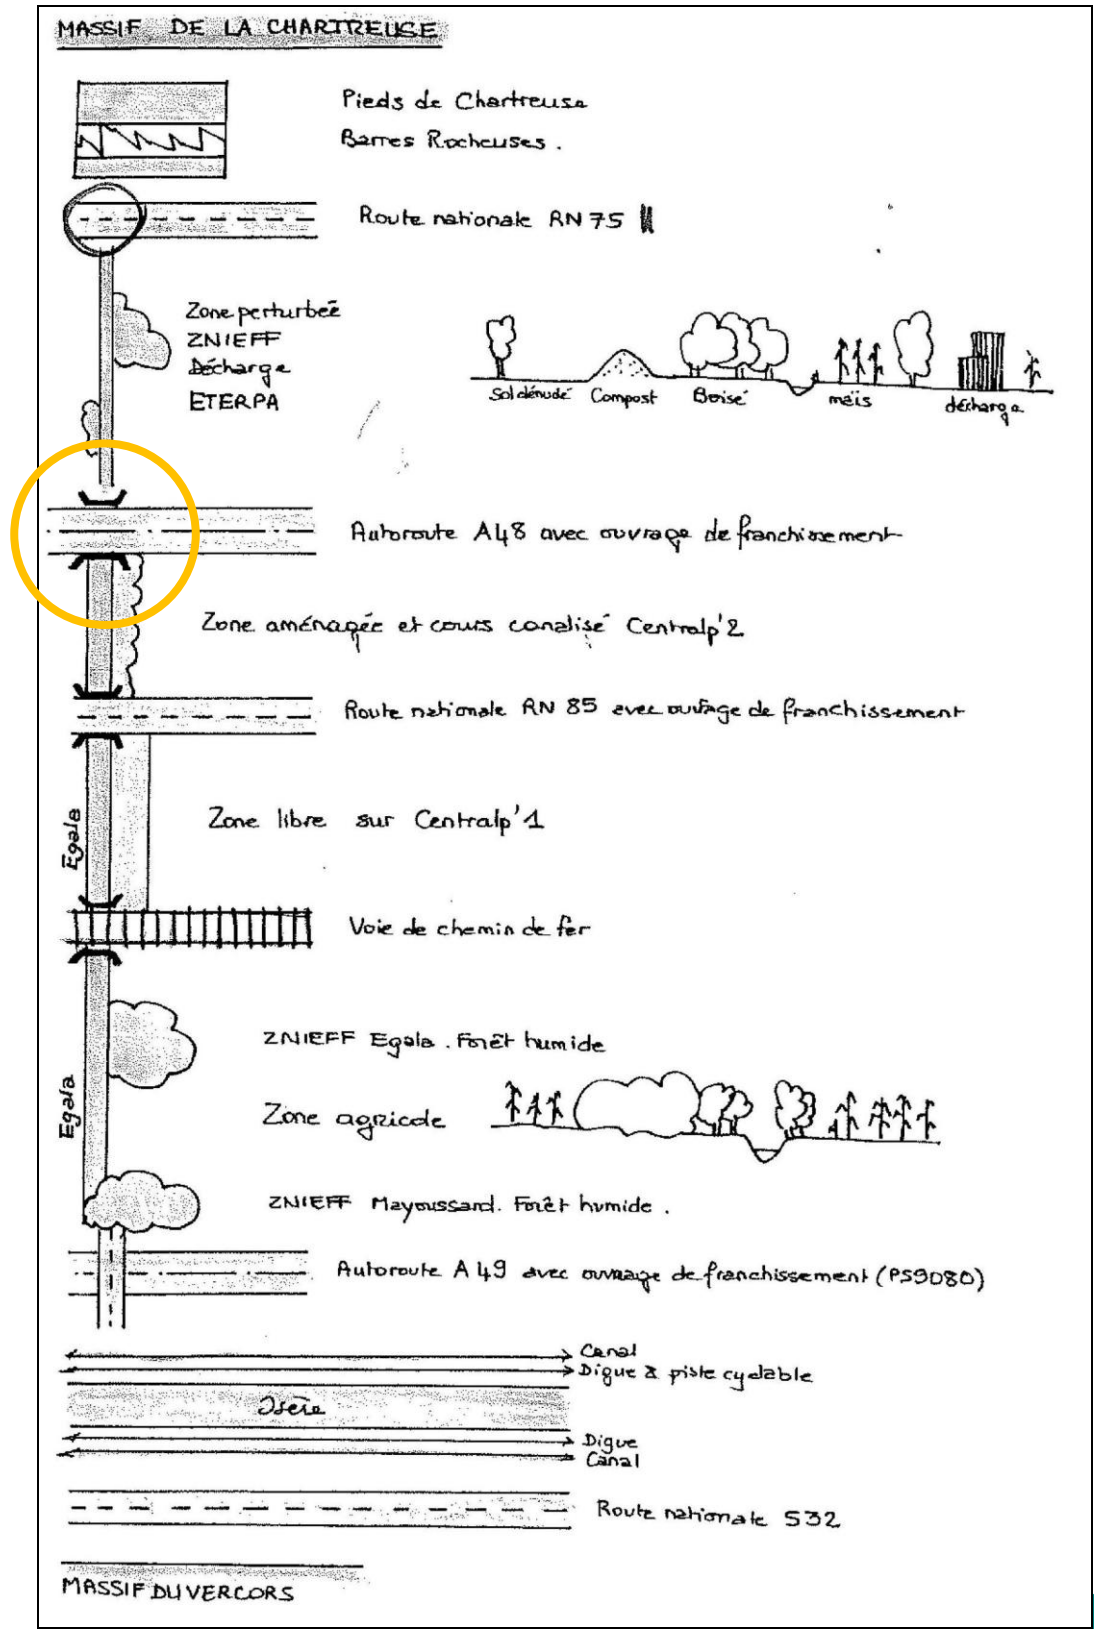 MASSIF DE LA CHARTREUSE
Pieds de Chartreuse
Barres Rocheuses.
Route nationale RN 75
Zone perturbée
ZNIEFF
Décharge
ETERPA
Sol dénudé Compost Boisé maïs décharge
Autoroute A48 avec ouvrage de franchissement
Zone aménagée et cours canalisé Centralp'2
Route nationale RN 85 avec ouvrage de franchissement
Egala
Zone libre sur Centralp'1
Voie de chemin de fer
ZNIEFF Egala. Forêt humide
Egala
Zone agricole
ZNIEFF Mayoussard. Forêt humide.
Autoroute A 49 avec ouvrage de franchissement (PS9080)
Canal
Digue & piste cyclable
Isère
Digue
Canal
Route nationale 532
MASSIF DU VERCORS